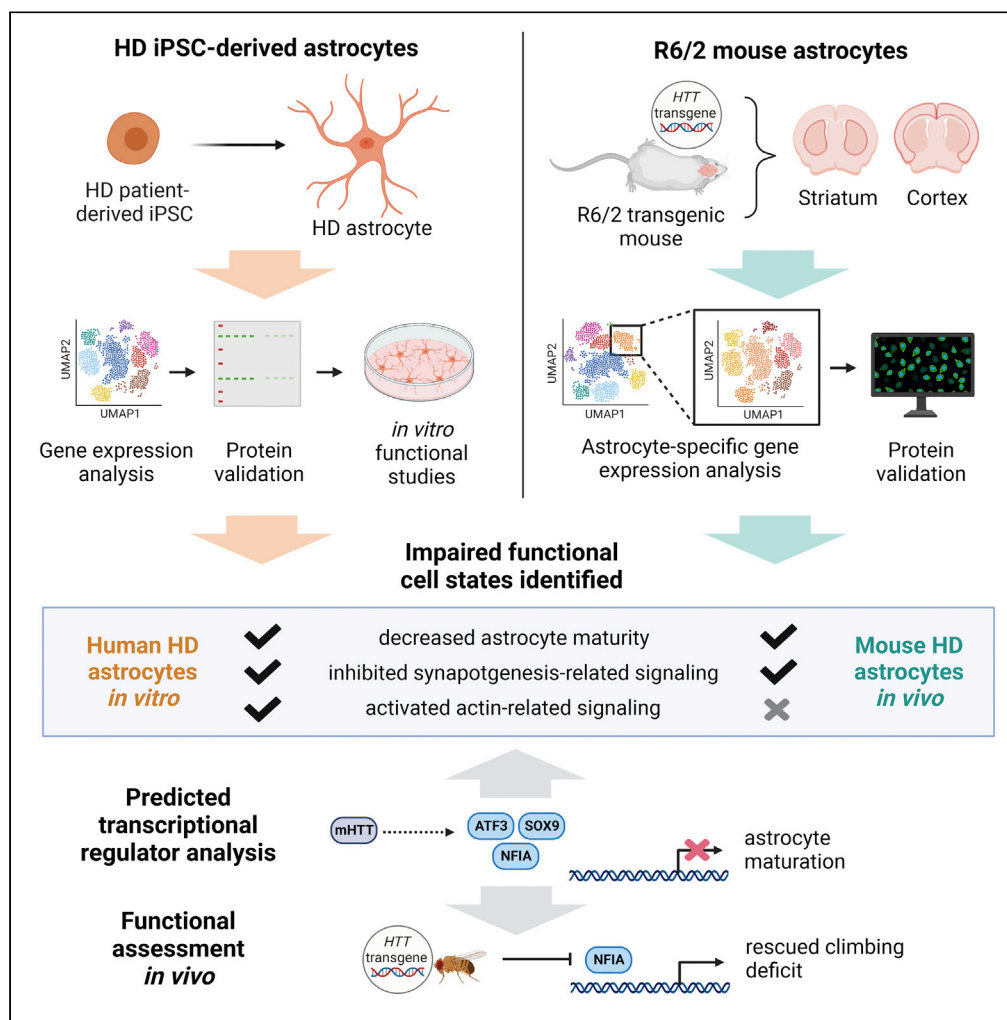 HD iPSC-derived astrocytes
HD patient-
derived iPSC
HD astrocyte
UMAP2
UMAP1
Gene expression
analysis
Protein
validation
in vitro
functional
studies
R6/2 mouse astrocytes
HTT
transgene
R6/2 transgenic
mouse
Striatum
Cortex
UMAP2
UMAP1
UMAP2
UMAP1
Astrocyte-specific gene
expression analysis
Protein
validation
Impaired functional
cell states identified
Human HD
astrocytes
in vitro
decreased astrocyte maturity
inhibited synapotgenesis-related signaling
activated actin-related signaling
Mouse HD
astrocytes
in vivo
Predicted
transcriptional
regulator analysis
mHTT
ATF3
SOX9
NFIA
astrocyte
maturation
Functional
assessment
in vivo
HTT
transgene
NFIA
rescued climbing
deficit